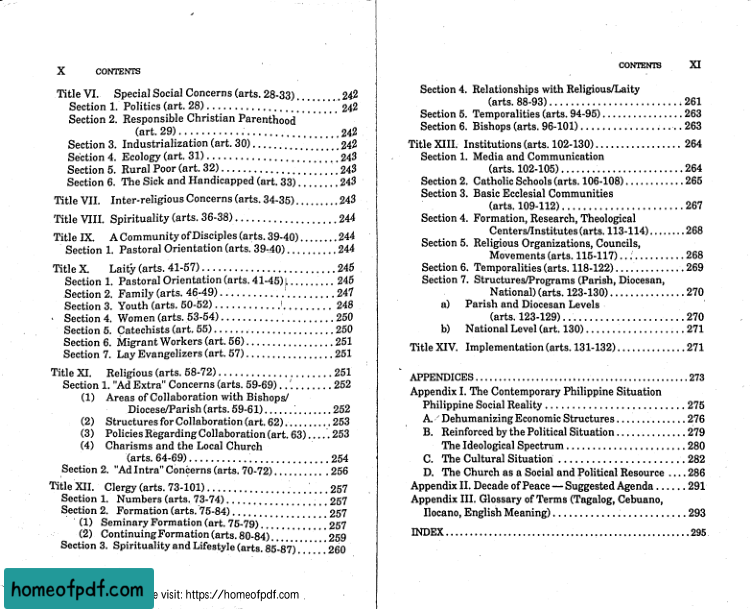 X CONTENTS
Title VI. Special Social Concerns (arts. 28-33).........242
Section 1. Politics (art. 28)........................242
Section 2. Responsible Christian Parenthood
(art. 29)................................242
Section 3. Industrialization (art. 30)................242
Section 4. Ecology (art. 31)........................243
Section 5. Rural Poor (art. 32).....................243
Section 6. The Sick and Handicapped (art. 33)........243
Title VII. Inter-religious Concerns (art. 34-35)..........243
Title VIII. Spirituality (arts. 36-38)..................244
Title IX. A Community of Disciples (arts. 39-40)........244
Section 1. Pastoral Orientation (arts. 39-40)..........244
Title X. Laity (arts. 41-57)........................245
Section 1. Pastoral Orientation (arts. 41-45)..........245
Section 2. Family (arts. 46-49).....................247
Section 3. Youth (arts. 50-52)......................248
Section 4. Women (arts. 53-54).....................250
Section 5. Catechists (art. 55)......................250
Section 6. Migrant Workers (art. 56).................251
Section 7. Lay Evangelizers (art. 57).................251
Title XI. Religious (arts. 58-72).....................251
Section 1. "Ad Extra" Concerns (arts. 59-69)..........252
(1) Areas of Collaboration with Bishops/
Diocese/Parish (arts. 59-61)..............252
(2) Structures for Collaboration (art. 62)..........253
(3) Policies Regarding Collaboration (art. 63).....253
(4) Charisms and the Local Church
(arts. 64-69)..........................254
Section 2. "Ad Intra" Concerns (arts. 70-72)..........256
Title XII. Clergy (arts. 73-101).....................257
Section 1. Numbers (arts. 73-74)....................257
Section 2. Formation (arts. 75-84)...................257
(1) Seminary Formation (art. 75-79).............257
(2) Continuing Formation (arts. 80-84)...........259
Section 3. Spirituality and Lifestyle (arts. 85-87)......260
CONTENTS XI
Section 4. Relationships with Religious/Laity
(arts. 88-93)..........................261
Section 5. Temporalities (arts. 94-95)................263
Section 6. Bishops (arts. 96-101)....................263
Title XIII. Institutions (arts. 102-130)................264
Section 1. Media and Communication
(arts. 102-105)........................264
Section 2. Catholic Schools (arts. 106-108)............265
Section 3. Basic Ecclesial Communities
(arts. 109-112)........................267
Section 4. Formation, Research, Theological
Centers/Institutes (arts. 113-114)........268
Section 5. Religious Organizations, Councils,
Movements (arts. 115-117)..............268
Section 6. Temporalities (arts. 118-122)..............269
Section 7. Structures/Programs (Parish, Diocesan,
National) (arts. 123-130)................270
a) Parish and Diocesan Levels
(arts. 123-129)........................270
b) National Level (art. 130)...................271
Title XIV. Implementation (arts. 131-132).............271
APPENDICES........................................273
Appendix I. The Contemporary Philippine Situation
Philippine Social Reality..........................275
A. Dehumanizing Economic Structures.............276
B. Reinforced by the Political Situation.............279
The Ideological Spectrum......................280
C. The Cultural Situation........................282
D. The Church as a Social and Political Resource....286
Appendix II. Decade of Peace — Suggested Agenda......291
Appendix III. Glossary of Terms (Tagalog, Cebuano,
Ilocano, English Meaning).........................293
INDEX..............................................295
homeofpdf.com
e visit: https://homeofpdf.com